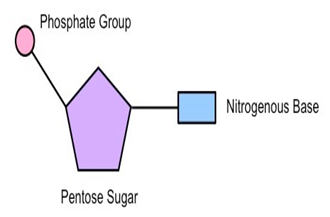 Phosphate Group
Nitrogenous Base
Pentose Sugar